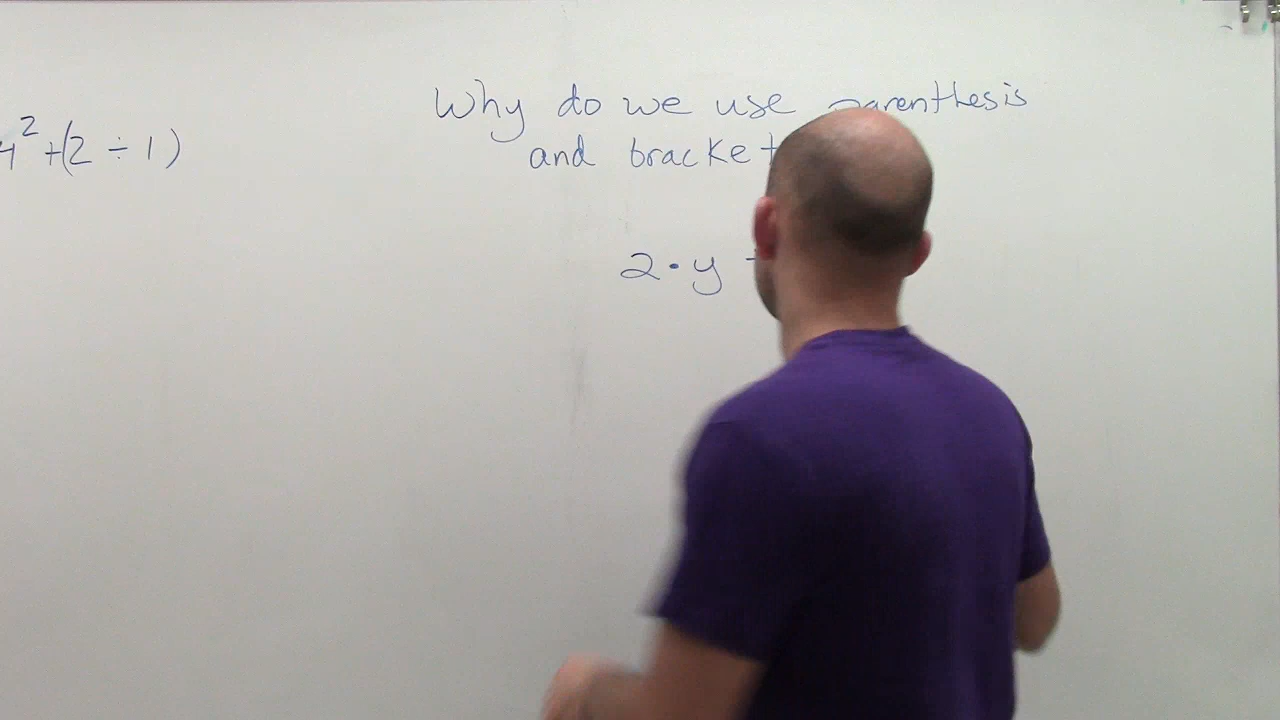 4² + (2 ÷ 1)
Why do we use parenthesis
and bracket
2 · y